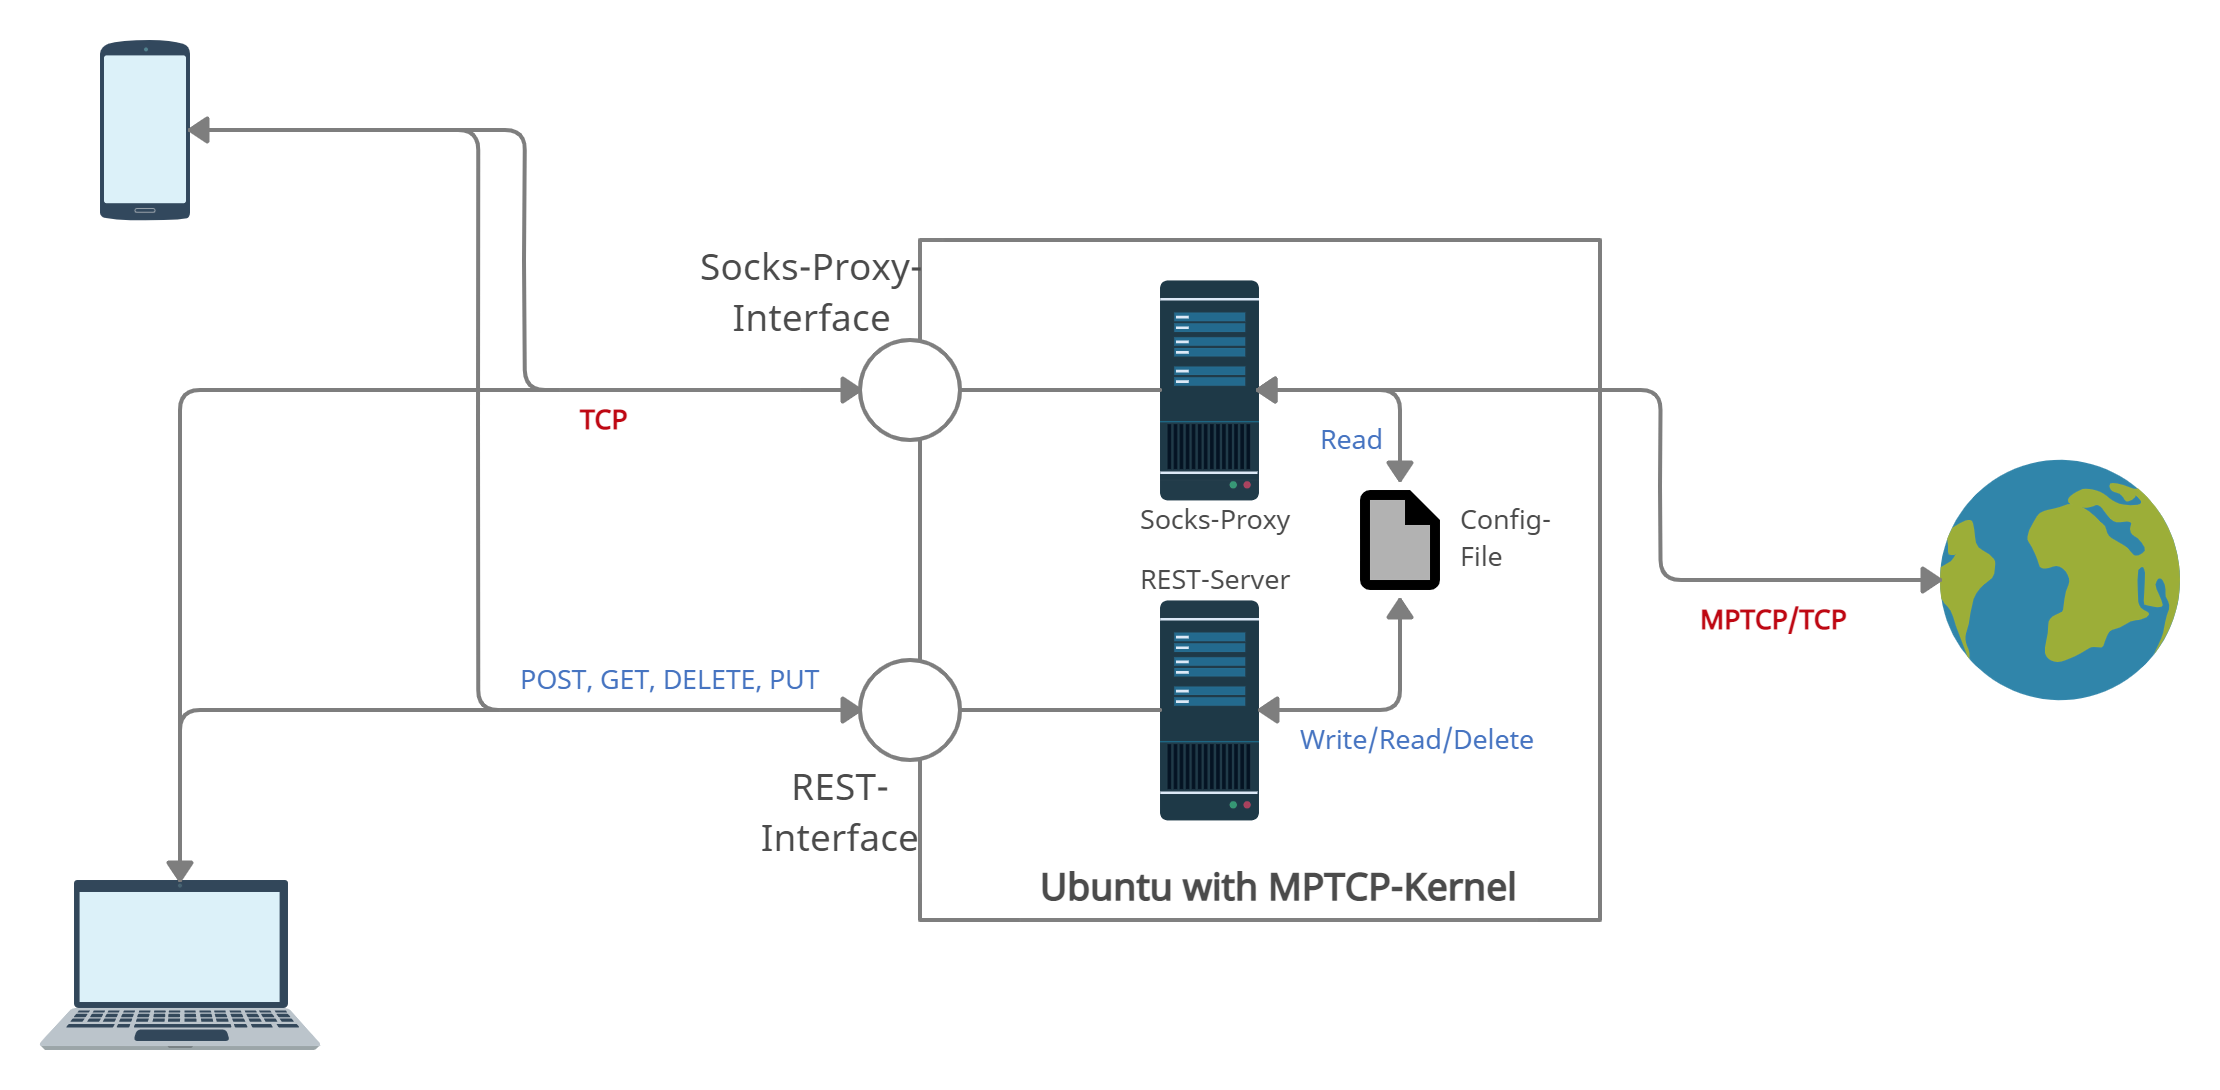 Socks-Proxy-
Interface
TCP
Read
Socks-Proxy
Config-
File
REST-Server
MPTCP/TCP
POST, GET, DELETE, PUT
Write/Read/Delete
REST-
Interface
Ubuntu with MPTCP-Kernel